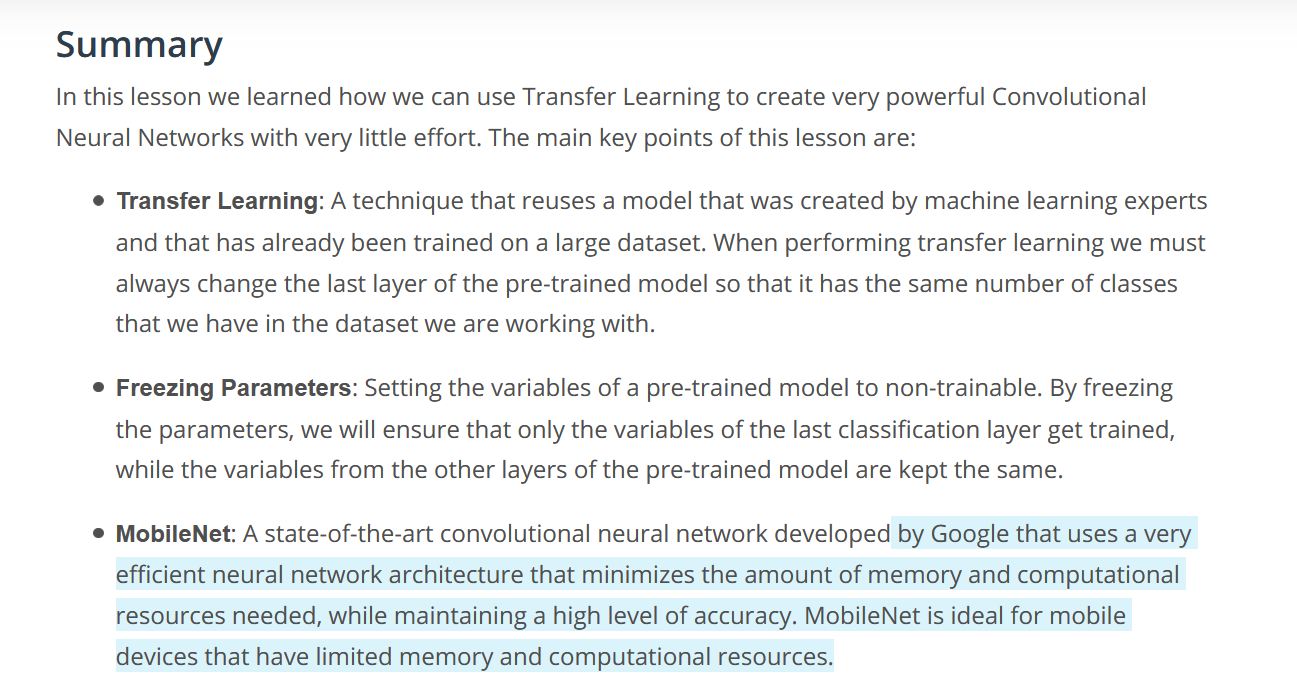 Summary
In this lesson we learned how we can use Transfer Learning to create very powerful Convolutional
Neural Networks with very little effort. The main key points of this lesson are:
• Transfer Learning: A technique that reuses a model that was created by machine learning experts
and that has already been trained on a large dataset. When performing transfer learning we must
always change the last layer of the pre-trained model so that it has the same number of classes
that we have in the dataset we are working with.
• Freezing Parameters: Setting the variables of a pre-trained model to non-trainable. By freezing
the parameters, we will ensure that only the variables of the last classification layer get trained,
while the variables from the other layers of the pre-trained model are kept the same.
• MobileNet: A state-of-the-art convolutional neural network developed by Google that uses a very
efficient neural network architecture that minimizes the amount of memory and computational
resources needed, while maintaining a high level of accuracy. MobileNet is ideal for mobile
devices that have limited memory and computational resources.